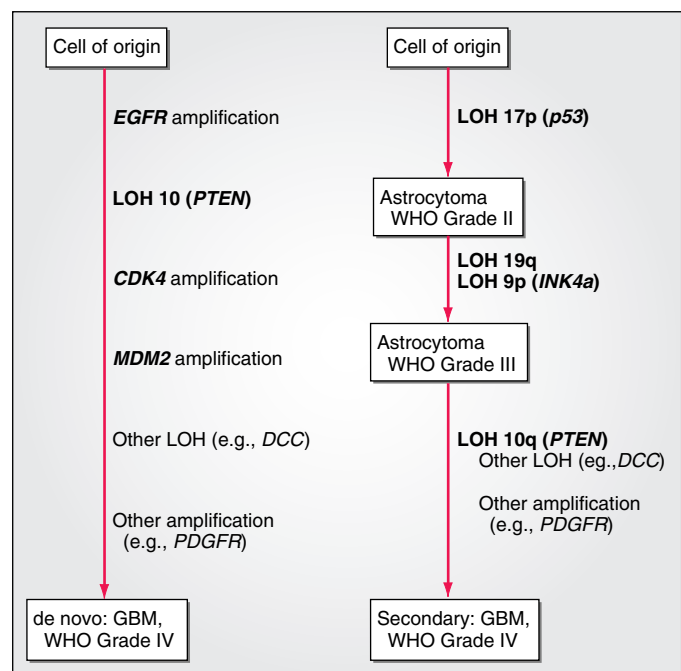 Cell of origin
EGFR amplification
LOH 10 (PTEN)
CDK4 amplification
MDM2 amplification
Other LOH (e.g., DCC)
Other amplification
(e.g., PDGFR)
de novo: GBM,
WHO Grade IV
Cell of origin
LOH 17p (p53)
Astrocytoma
WHO Grade II
LOH 19q
LOH 9p (INK4a)
Astrocytoma
WHO Grade III
LOH 10q (PTEN)
Other LOH (eg.,DCC)
Other amplification
(e.g., PDGFR)
Secondary: GBM,
WHO Grade IV